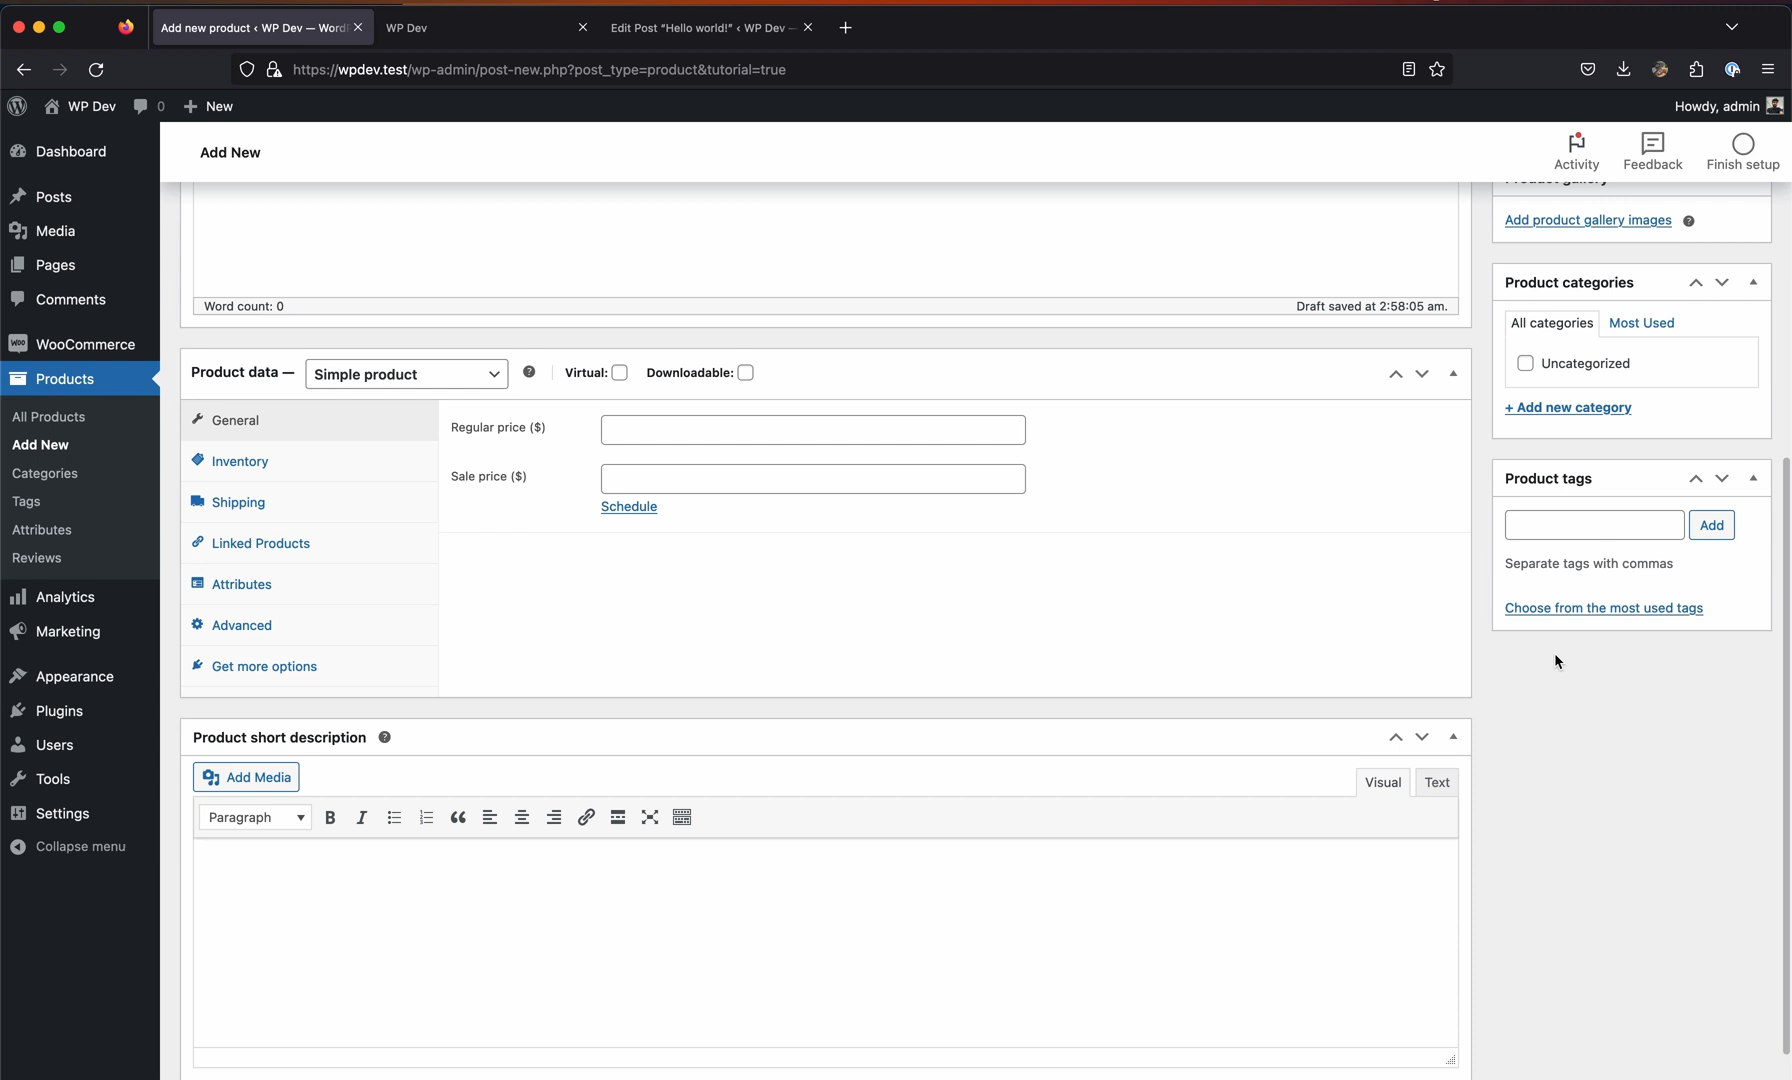 Add new product ‹ WP Dev — Word
WP Dev
Edit Post “Hello world!” ‹ WP Dev —
https://wpdev.test/wp-admin/post-new.php?post_type=product&tutorial=true
WP Dev
0
New
Howdy, admin
Dashboard
Posts
Media
Pages
Comments
WooCommerce
Products
All Products
Add New
Categories
Tags
Attributes
Reviews
Analytics
Marketing
Appearance
Plugins
Users
Tools
Settings
Collapse menu
Add New
Activity
Feedback
Finish setup
Word count: 0
Draft saved at 2:58:05 am.
Product data —
Simple product
Virtual:
Downloadable:
General
Inventory
Shipping
Linked Products
Attributes
Advanced
Get more options
Regular price ($)
Sale price ($)
Schedule
Product short description
Add Media
Visual
Text
Paragraph
Product gallery
Add product gallery images
Product categories
All categories
Most Used
Uncategorized
+ Add new category
Product tags
Add
Separate tags with commas
Choose from the most used tags